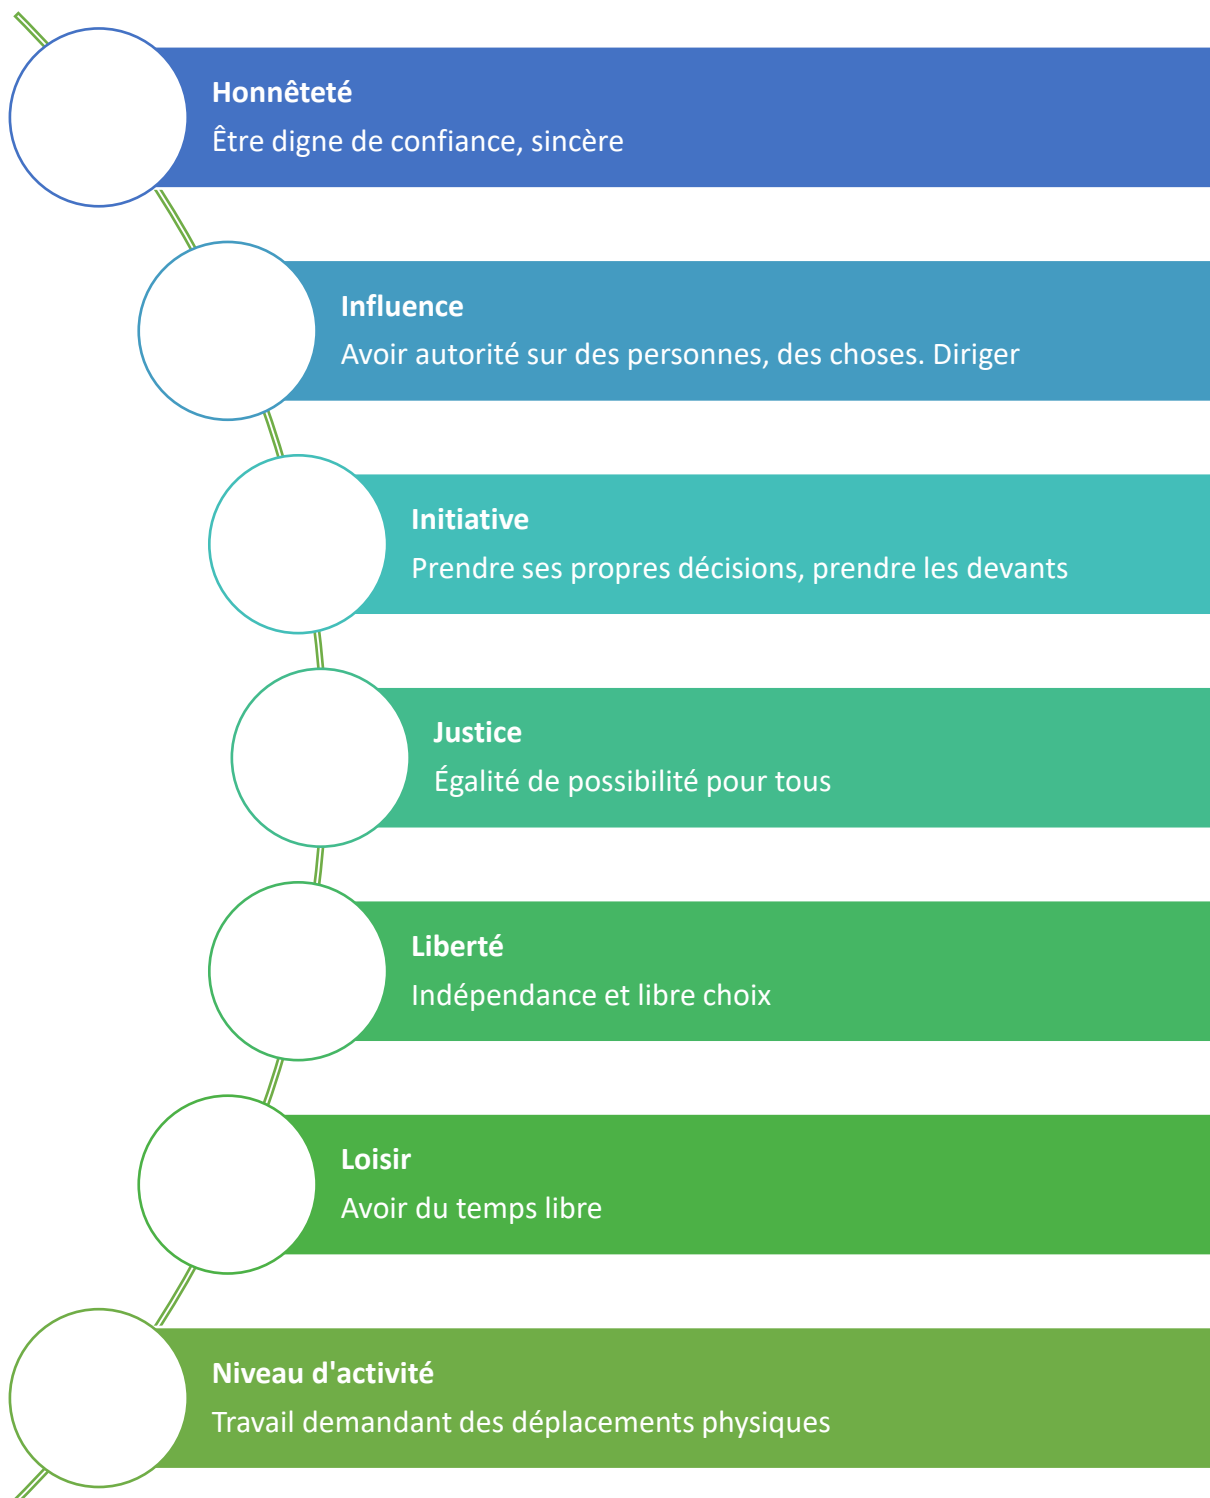 Honnêteté
Être digne de confiance, sincère
Influence
Avoir autorité sur des personnes, des choses. Diriger
Initiative
Prendre ses propres décisions, prendre les devants
Justice
Égalité de possibilité pour tous
Liberté
Indépendance et libre choix
Loisir
Avoir du temps libre
Niveau d'activité
Travail demandant des déplacements physiques